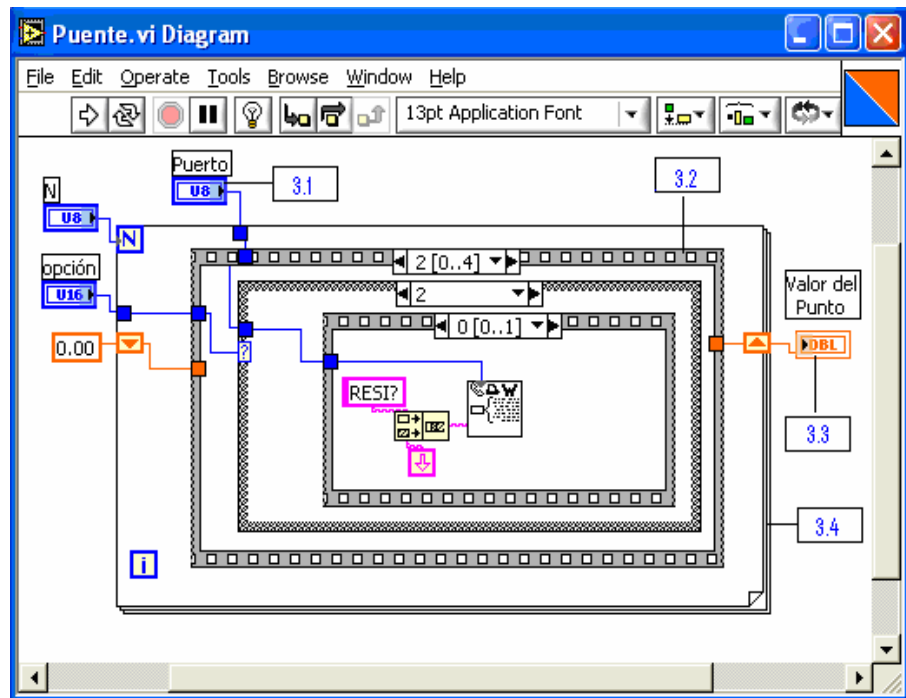 Puente.vi Diagram
File Edit Operate Tools Browse Window Help
13pt Application Font
Puerto
U8
3.1
3.2
N
U8
N
opción
U16
2 [0..4]
2
0 [0..1]
Valor del
Punto
DBL
0.00
?
RESI?
3.3
3.4
i